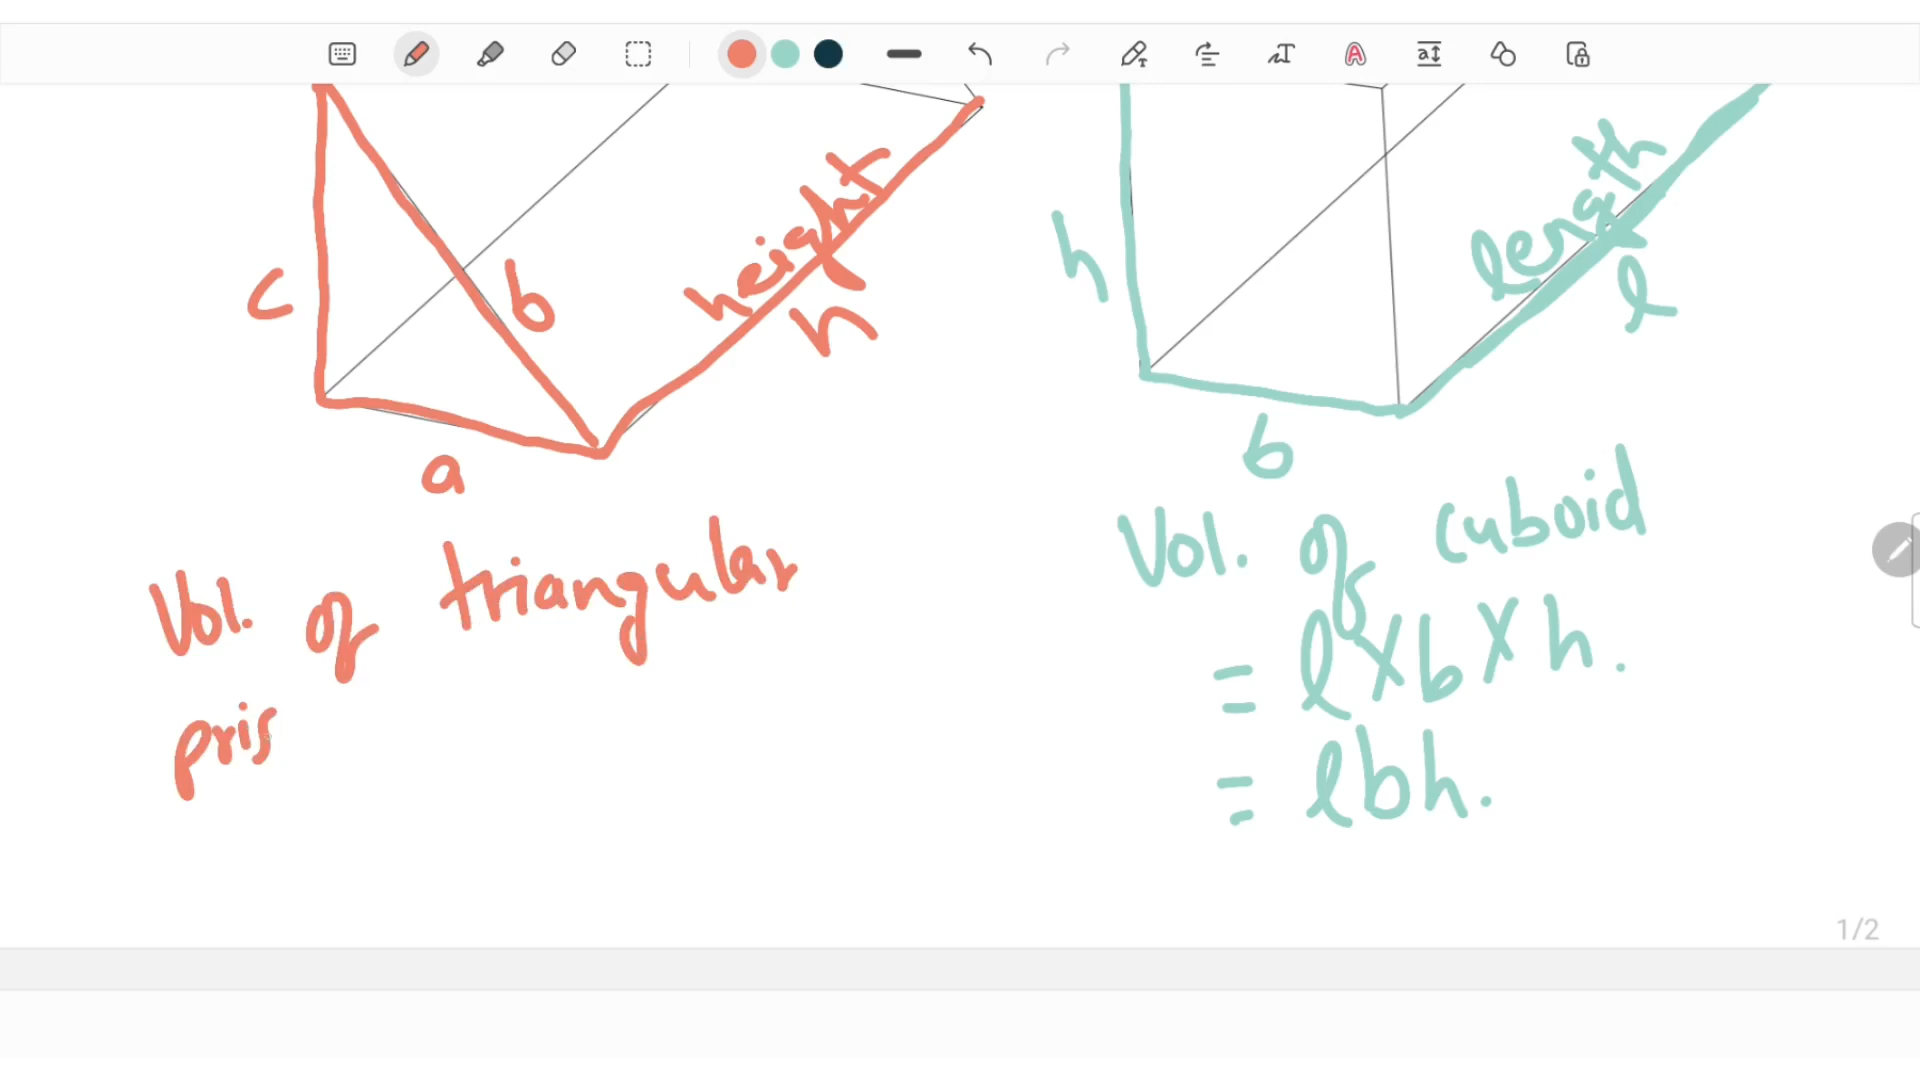 c
b
height
h
a
Vol. of triangular
pris
h
length
l
b
Vol. of cuboid
= l X b X h.
= lbh.
1/2